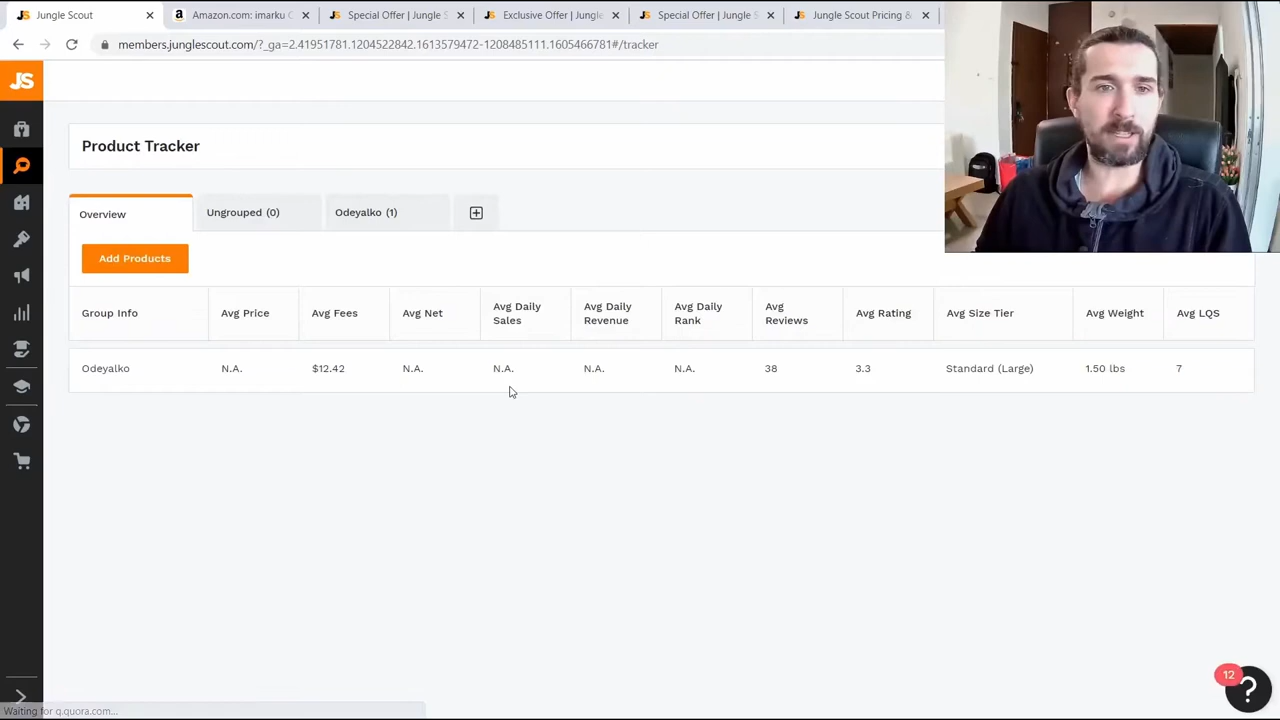 Jungle Scout
Amazon.com: imarku C
Special Offer | Jungle S
Exclusive Offer | Jungle
Special Offer | Jungle S
Jungle Scout Pricing &
members.junglescout.com/?_ga=2.41951781.1204522842.1613579472-1208485111.1605466781#/tracker
JS
Product Tracker
Overview
Ungrouped (0)
Odeyalko (1)
Add Products
Group Info
Avg Price
Avg Fees
Avg Net
Avg Daily
Sales
Avg Daily
Revenue
Avg Daily
Rank
Avg
Reviews
Avg Rating
Avg Size Tier
Avg Weight
Avg LQS
Odeyalko
N.A.
$12.42
N.A.
N.A.
N.A.
N.A.
38
3.3
Standard (Large)
1.50 lbs
7
12
?
Waiting for q.quora.com...